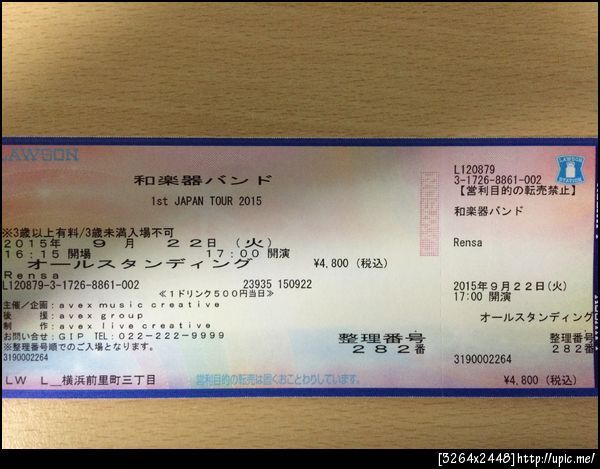 LAWSON
和楽器バンド
1st JAPAN TOUR 2015
※3歳以上有料/3歳未満入場不可
2015年 9月 22日 (火)
16:15 開場 17:00 開演
オールスタンディング ¥4,800 (税込)
Rensa
L120879-3-1726-8861-002 23935 150922
≪1ドリンク500円当日≫
主催/企画:avex music creative
後 援:avex group
制 作:avex live creative
お問い合せ:GIP TEL:022-222-9999
※整理番号順でのご入場となります。
整理番号
282番
3190002264
LW L__横浜前里町三丁目
営利目的の転売は固くおことわりしています。
L120879
3-1726-8861-002
【営利目的の転売禁止】
LAWSON
STATION
和楽器バンド
Rensa
2015年9月22日(火)
17:00 開演
オールスタンディング
整理番号
282番
3190002264
¥4,800 (税込)
[3264x2448]http://upic.me/